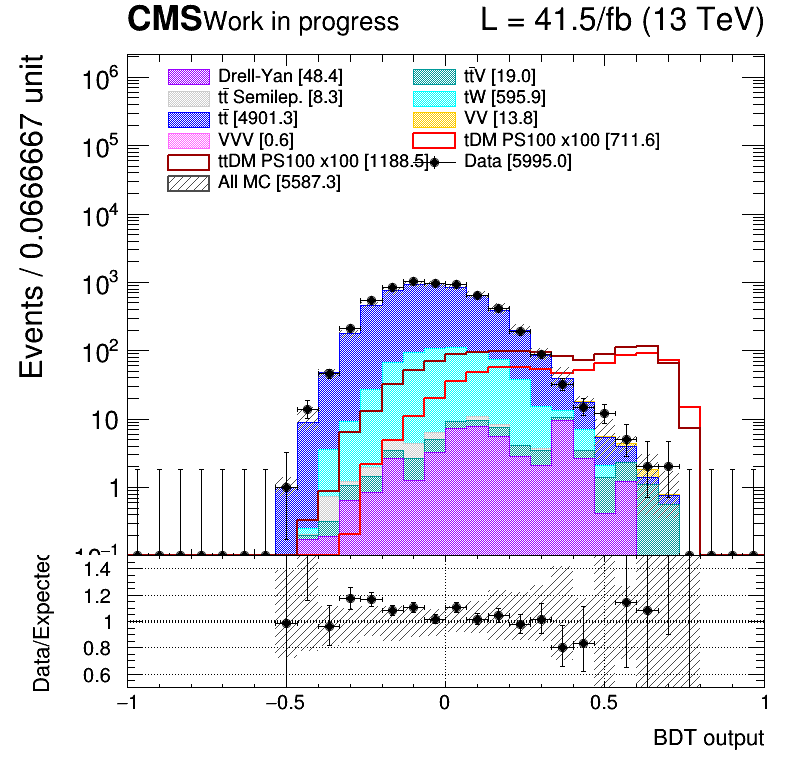 CMS Work in progress L = 41.5/fb (13 TeV)
Events / 0.0666667 unit
10⁶
10⁵
10⁴
10³
10²
10
1
10⁻¹
Drell-Yan [48.4]
tt̄V [19.0]
tt̄ Semilep. [8.3]
tW [595.9]
tt̄ [4901.3]
VV [13.8]
VVV [0.6]
tDM PS100 x100 [711.6]
ttDM PS100 x100 [1188.5]
Data [5995.0]
All MC [5587.3]
Data/Expected
1.4
1.2
1
0.8
0.6
−1 −0.5 0 0.5 1
BDT output